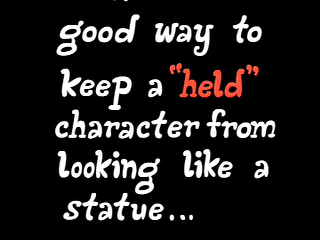 good way to
keep a "held"
character from
looking like a
statue...